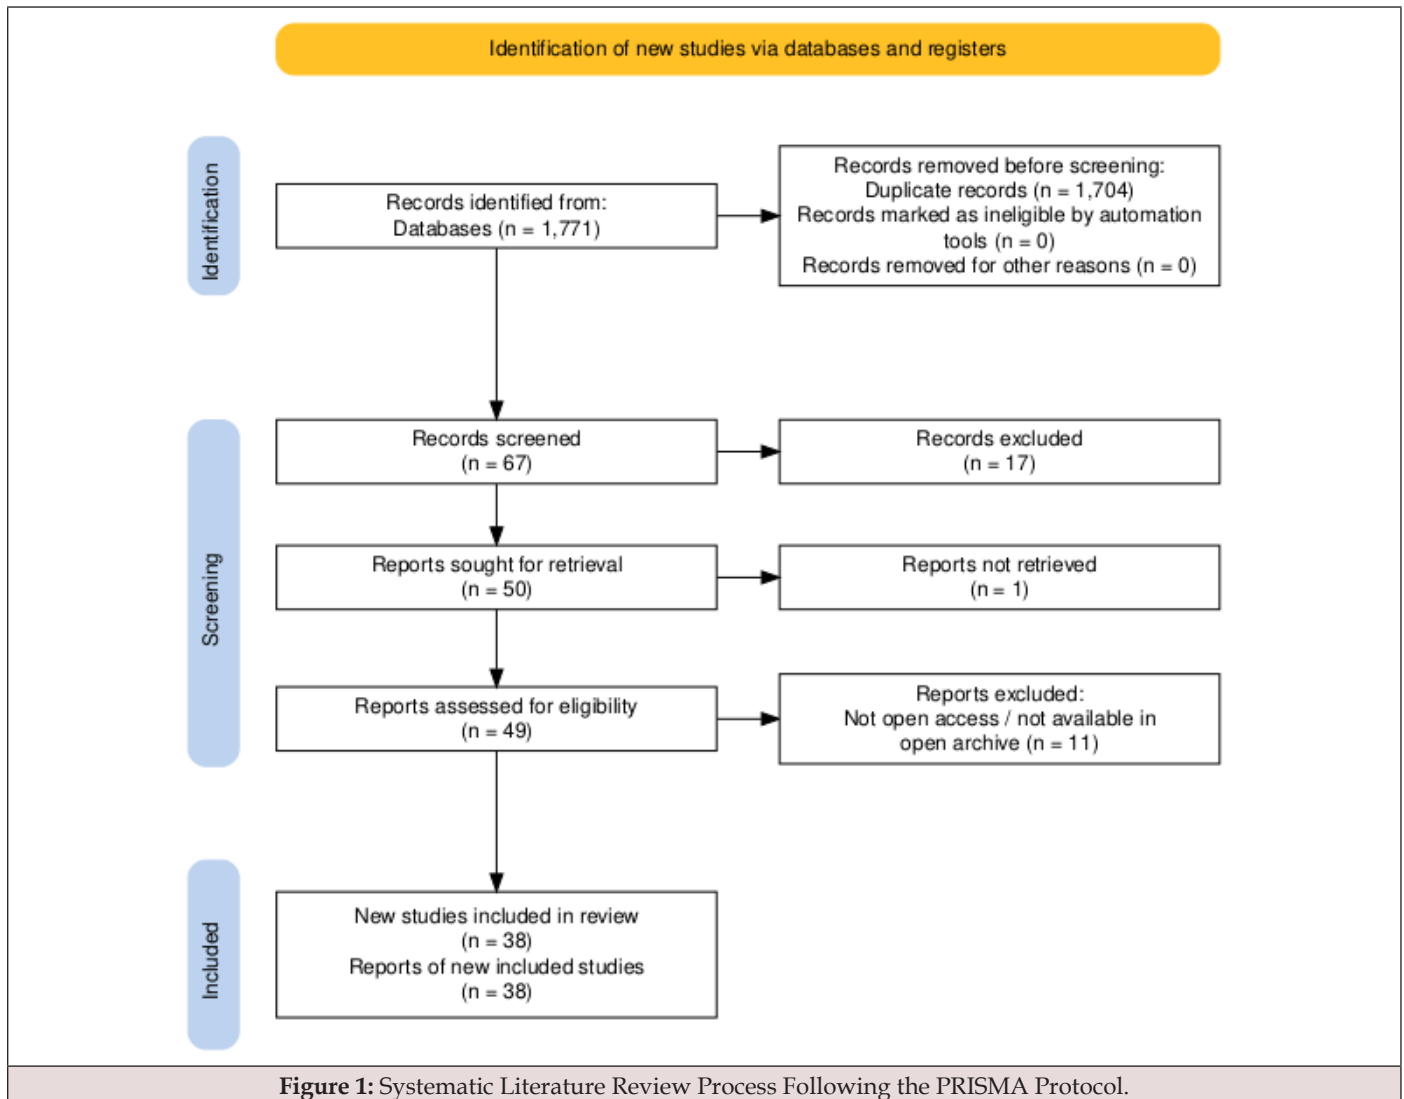 Identification of new studies via databases and registers
Identification
Records identified from:
Databases (n = 1,771)
Records removed before screening:
Duplicate records (n = 1,704)
Records marked as ineligible by automation
tools (n = 0)
Records removed for other reasons (n = 0)
Screening
Records screened
(n = 67)
Records excluded
(n = 17)
Reports sought for retrieval
(n = 50)
Reports not retrieved
(n = 1)
Reports assessed for eligibility
(n = 49)
Reports excluded:
Not open access / not available in
open archive (n = 11)
Included
New studies included in review
(n = 38)
Reports of new included studies
(n = 38)
Figure 1: Systematic Literature Review Process Following the PRISMA Protocol.